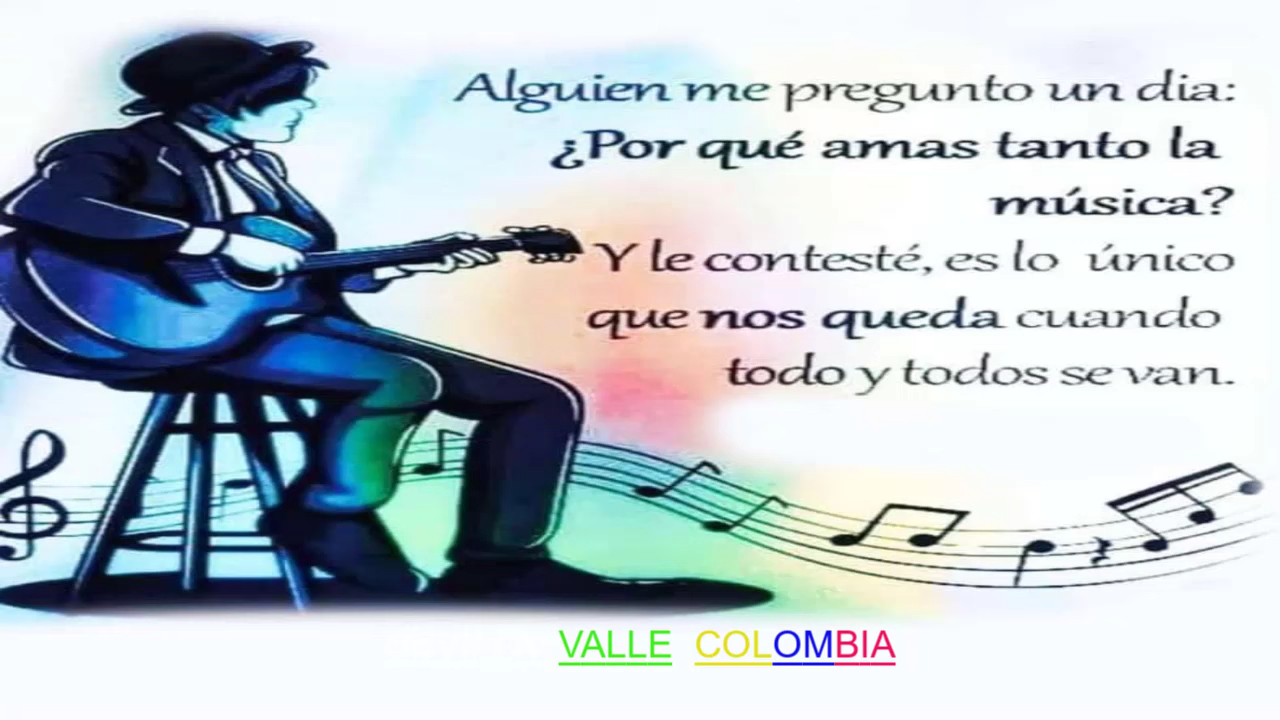 Alguien me pregunto un dia:
¿Por qué amas tanto la
música?
Y le contesté, es lo único
que nos queda cuando
todo y todos se van.
VALLE COLOMBIA